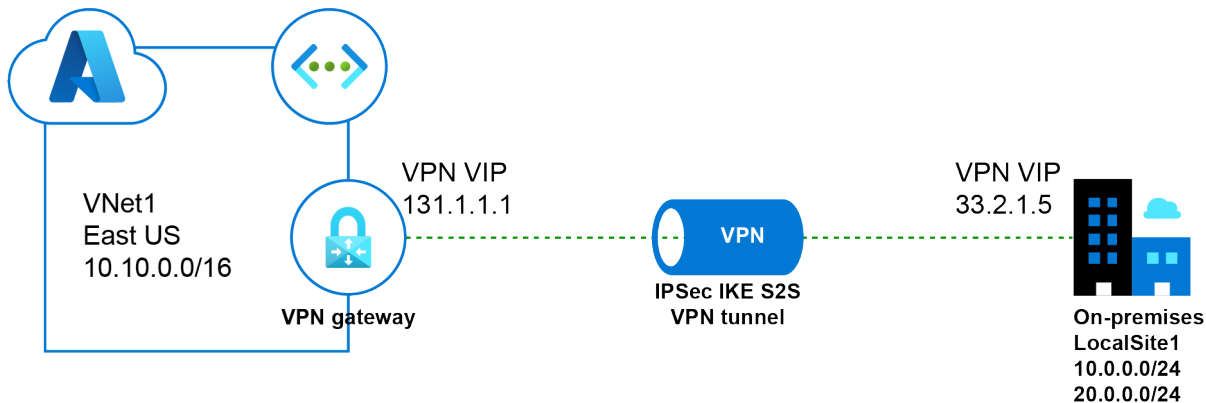 VNet1
East US
10.10.0.0/16
VPN gateway
VPN VIP
131.1.1.1
VPN
IPSec IKE S2S
VPN tunnel
VPN VIP
33.2.1.5
On-premises
LocalSite1
10.0.0.0/24
20.0.0.0/24